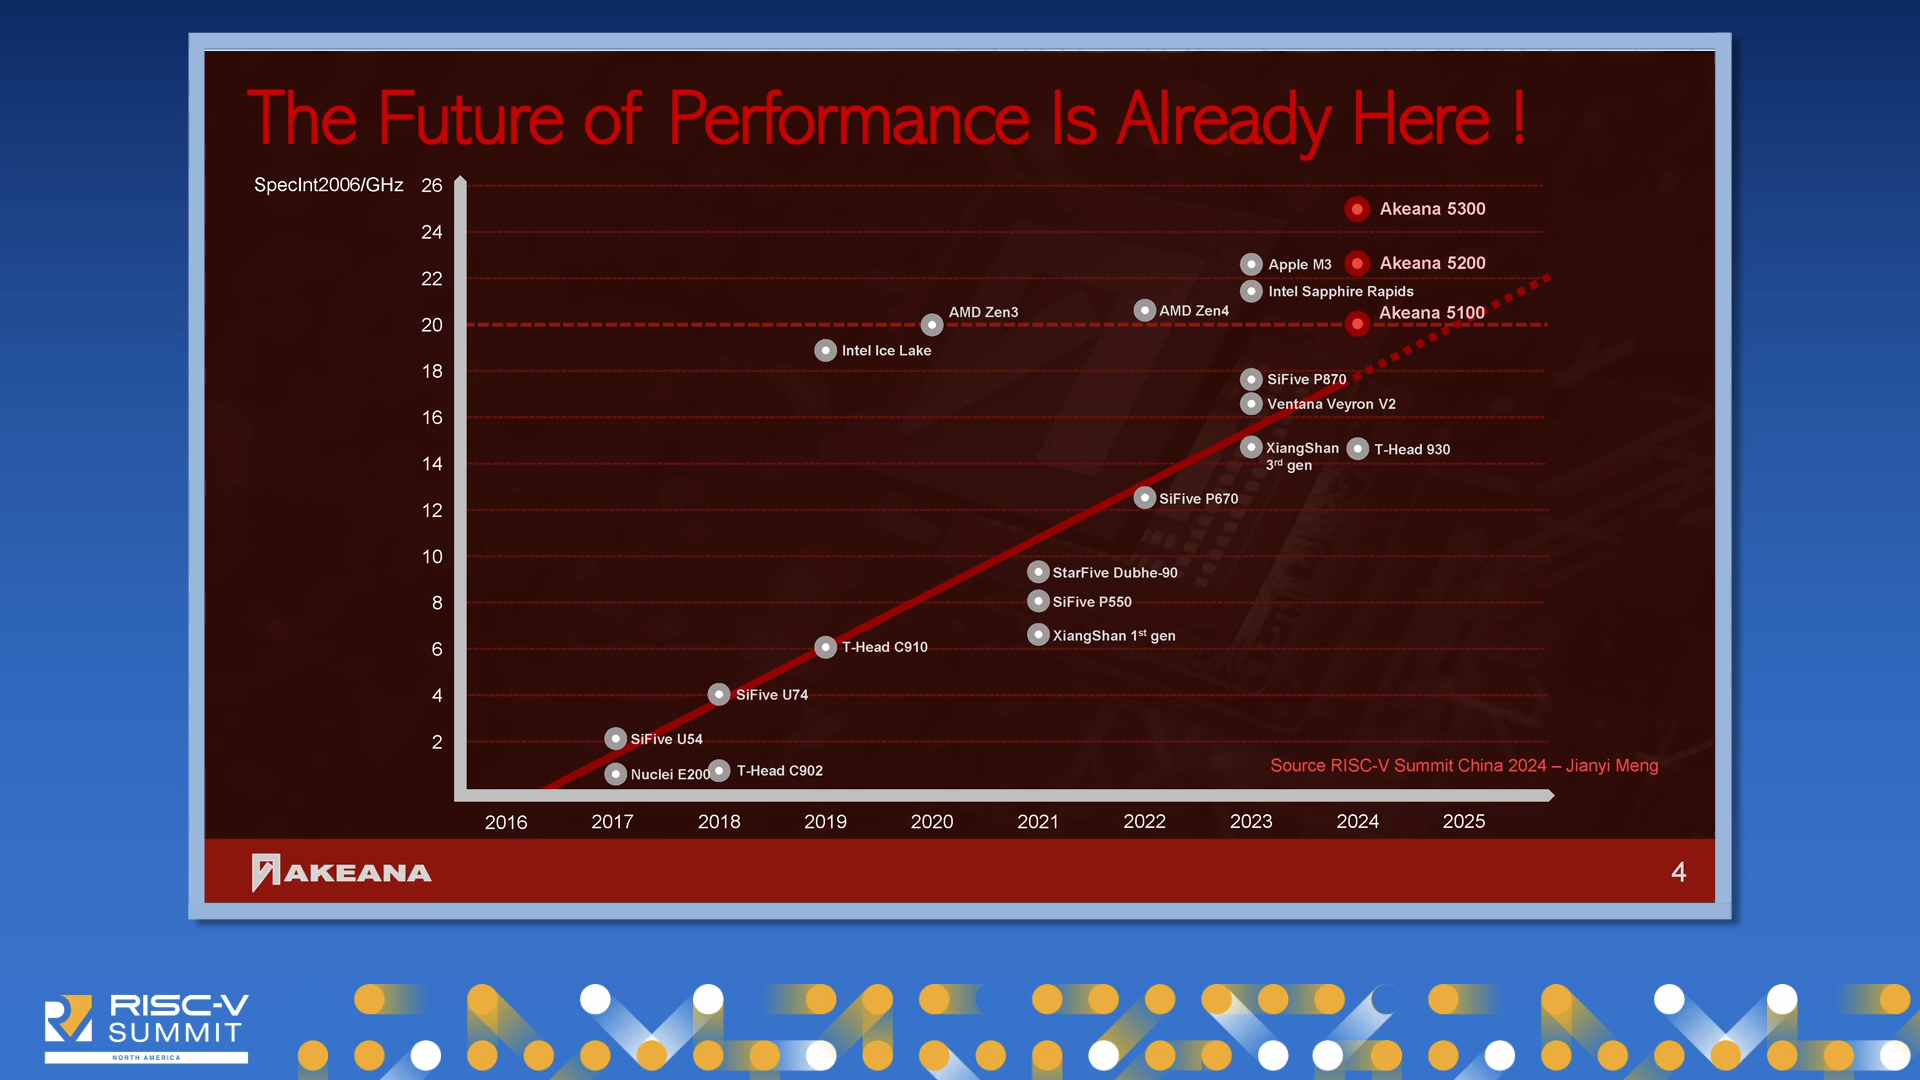 The Future of Performance Is Already Here !
SpecInt2006/GHz
26
24
22
20
18
16
14
12
10
8
6
4
2
Akeana 5300
Apple M3
Akeana 5200
Intel Sapphire Rapids
AMD Zen3
AMD Zen4
Akeana 5100
Intel Ice Lake
SiFive P870
Ventana Veyron V2
XiangShan
3rd gen
T-Head 930
SiFive P670
StarFive Dubhe-90
SiFive P550
XiangShan 1st gen
T-Head C910
SiFive U74
SiFive U54
Nuclei E200
T-Head C902
Source RISC-V Summit China 2024 – Jianyi Meng
2016 2017 2018 2019 2020 2021 2022 2023 2024 2025
AKEANA
4
RISC-V
SUMMIT
NORTH AMERICA